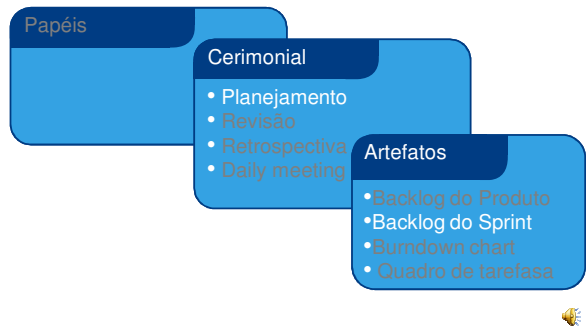 Papéis
Cerimonial
• Planejamento
• Revisão
• Retrospectiva
• Daily meeting
Artefatos
•Backlog do Produto
•Backlog do Sprint
•Burndown chart
• Quadro de tarefasa